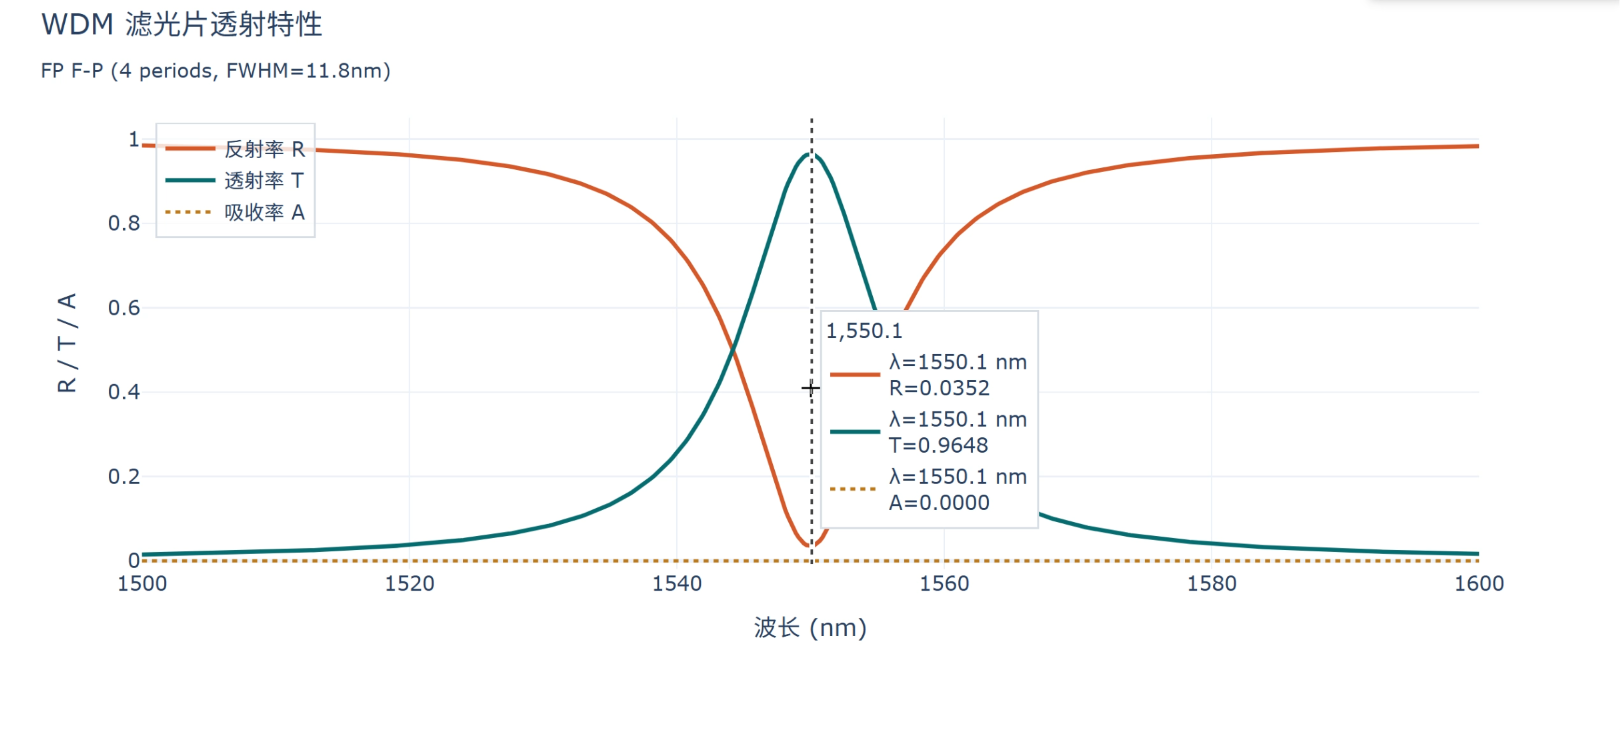 WDM 滤光片透射特性
FP F-P (4 periods, FWHM=11.8nm)
反射率 R
透射率 T
吸收率 A
R / T / A
1
0.8
0.6
0.4
0.2
0
1,550.1
λ=1550.1 nm
R=0.0352
λ=1550.1 nm
T=0.9648
λ=1550.1 nm
A=0.0000
1500
1520
1540
1560
1580
1600
波长 (nm)